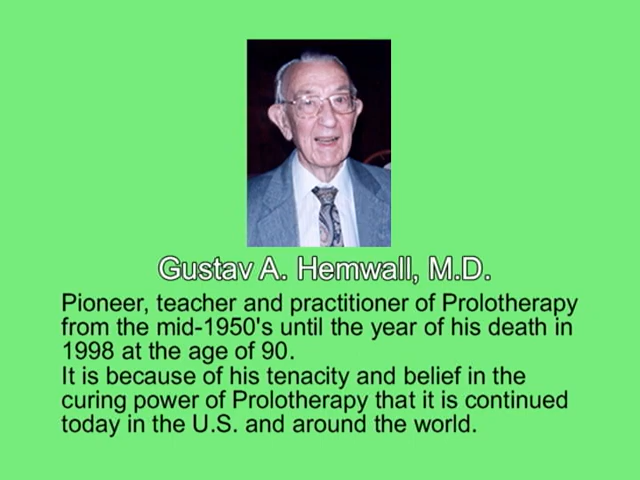 Gustav A. Hemwall, M.D.
Pioneer, teacher and practitioner of Prolotherapy
from the mid-1950's until the year of his death in
1998 at the age of 90.
It is because of his tenacity and belief in the
curing power of Prolotherapy that it is continued
today in the U.S. and around the world.